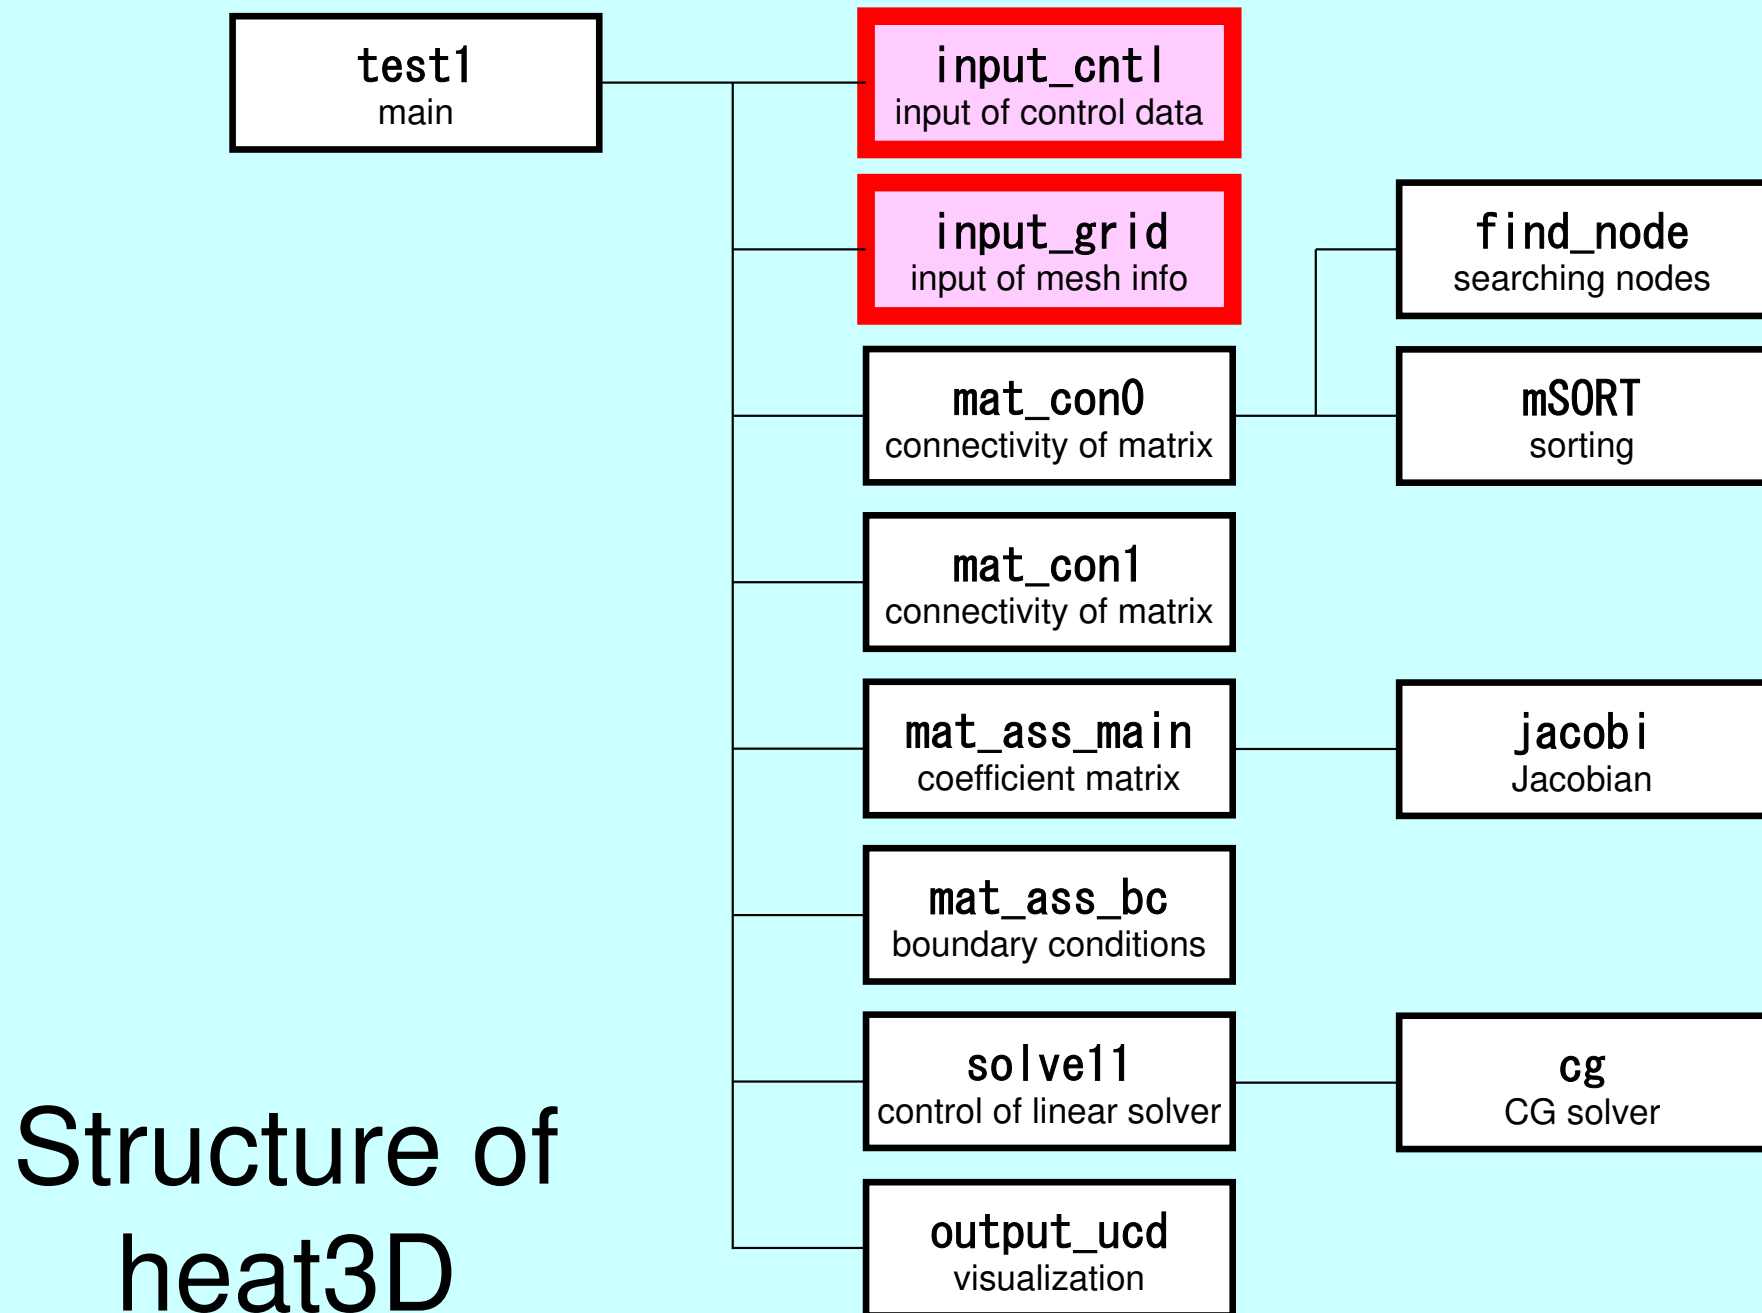 test1
main
input_cntl
input of control data
input_grid
input of mesh info
find_node
searching nodes
mat_con0
connectivity of matrix
mSORT
sorting
mat_con1
connectivity of matrix
mat_ass_main
coefficient matrix
jacobi
Jacobian
mat_ass_bc
boundary conditions
solve11
control of linear solver
cg
CG solver
output_ucd
visualization
Structure of
heat3D